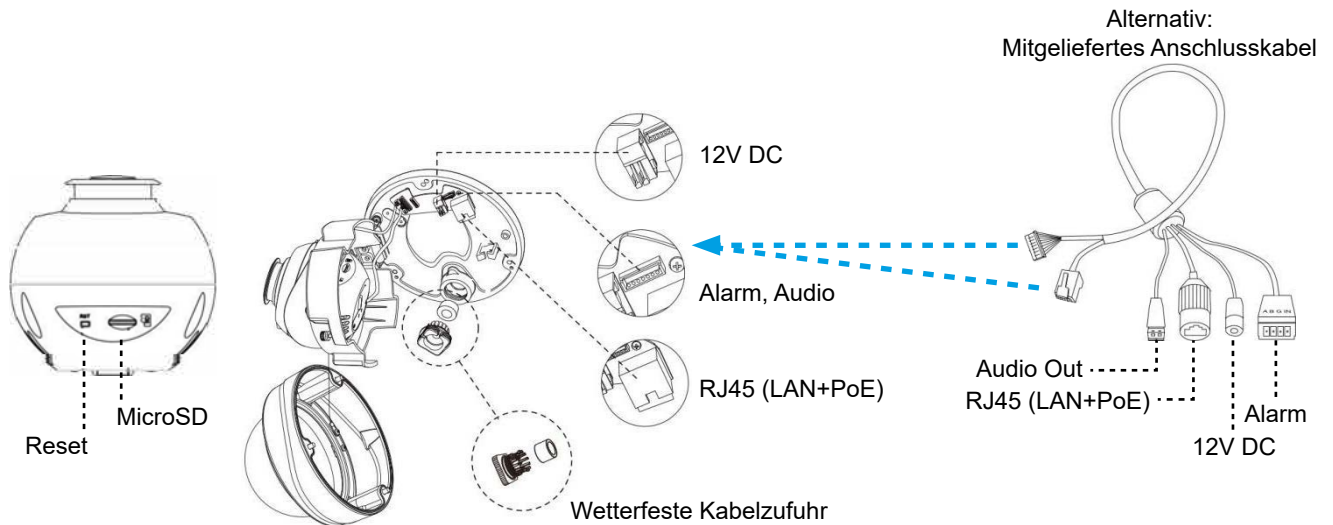 Alternativ:
Mitgeliefertes Anschlusskabel
12V DC
Alarm, Audio
RJ45 (LAN+PoE)
Wetterfeste Kabelzufuhr
MicroSD
Reset
A B G IN
Audio Out
RJ45 (LAN+PoE)
Alarm
12V DC